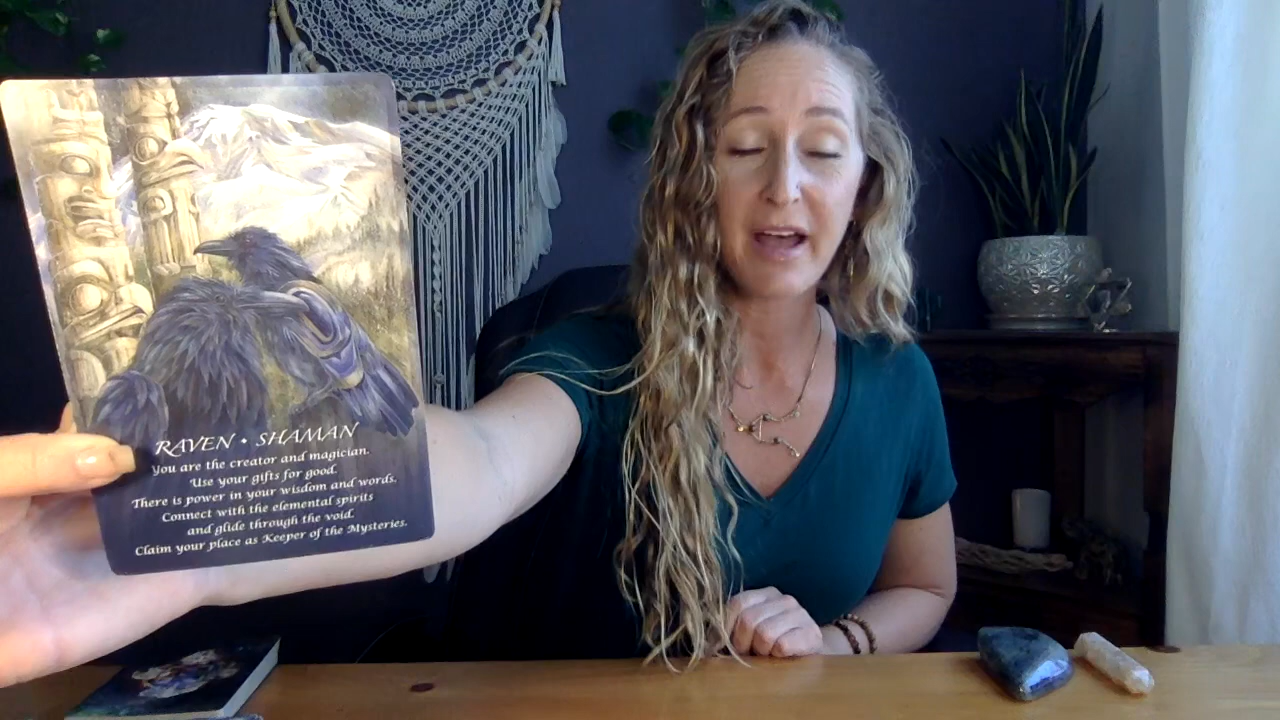 RAVEN • SHAMAN
You are the creator and magician.
Use your gifts for good.
There is power in your wisdom and words.
Connect with the elemental spirits
and glide through the void.
Claim your place as Keeper of the Mysteries.